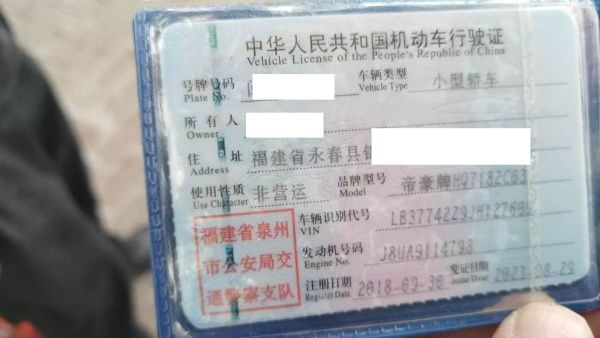 中华人民共和国机动车行驶证
Vehicle License of the People's Republic of China
号牌号码 车辆类型 小型轿车
Plate No. Vehicle Type
所有人
Owner
住址 福建省永春县
Address
使用性质 非营运 品牌型号 帝豪牌HQ7182C03
Use Character Model
福建省泉州 车辆识别代号
VIN
市公安局交 发动机号码 J8UA9114798
Engine No.
通警察支队 注册日期 2018-09-30 发证日期 2023-08-29
Register Date Issue Date